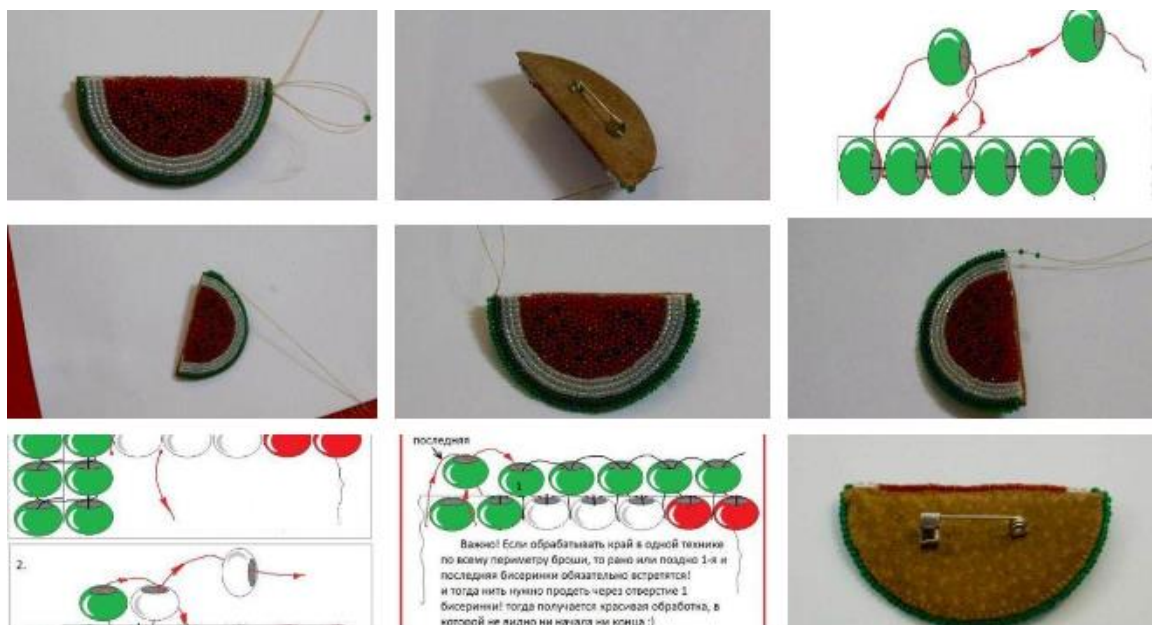 2.
последняя
1
Важно! Если обрабатывать край в одной технике
по всему периметру броши, то рано или поздно 1-я и
последняя бисеринки обязательно встретятся!
и тогда нить нужно продеть через отверстие 1
бисеринки! тогда получается красивая обработка, в
которой не видно ни начала ни конца :)